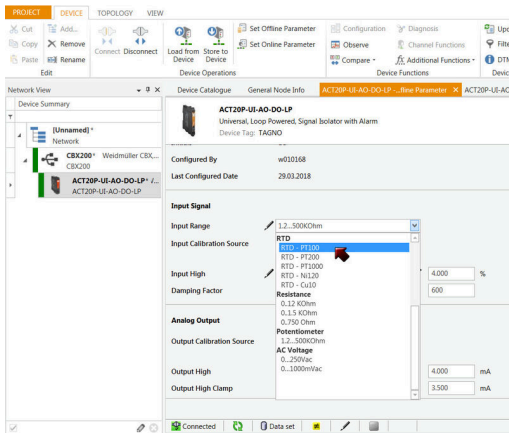 PROJECT DEVICE TOPOLOGY VIEW
Cut Add...
Copy Remove
Paste Rename
Connect Disconnect
Load from Store to
Device Device
Set Offline Parameter
Set Online Parameter
Configuration Diagnosis
Observe Channel Functions
Compare Additional Functions
Edit Device Operations Device Functions
Network View
Device Catalogue General Node Info ACT20P-UI-AO-DO-LP -...fline Parameter
Device Summary
[Unnamed] *
Network
CBX200* Weidmüller CBX,...
CBX200
ACT20P-UI-AO-DO-LP* /...
ACT20P-UI-AO-DO-LP
ACT20P-UI-AO-DO-LP
Universal, Loop Powered, Signal Isolator with Alarm
Device Tag: TAGNO
Configured By w010168
Last Configured Date 29.03.2018
Input Signal
Input Range 1.2...500KOhm
Input Calibration Source
Input High 4.000 %
Damping Factor 600
RTD
RTD - PT100
RTD - PT200
RTD - PT1000
RTD - Ni120
RTD - Cu10
Resistance
0..12 KOhm
0..1.5 KOhm
0..750 Ohm
Potentiometer
1.2...500KOhm
AC Voltage
0...250Vac
0...1000mVac
Analog Output
Output Calibration Source
Output High 4.000 mA
Output High Clamp 3.500 mA
Connected Data set